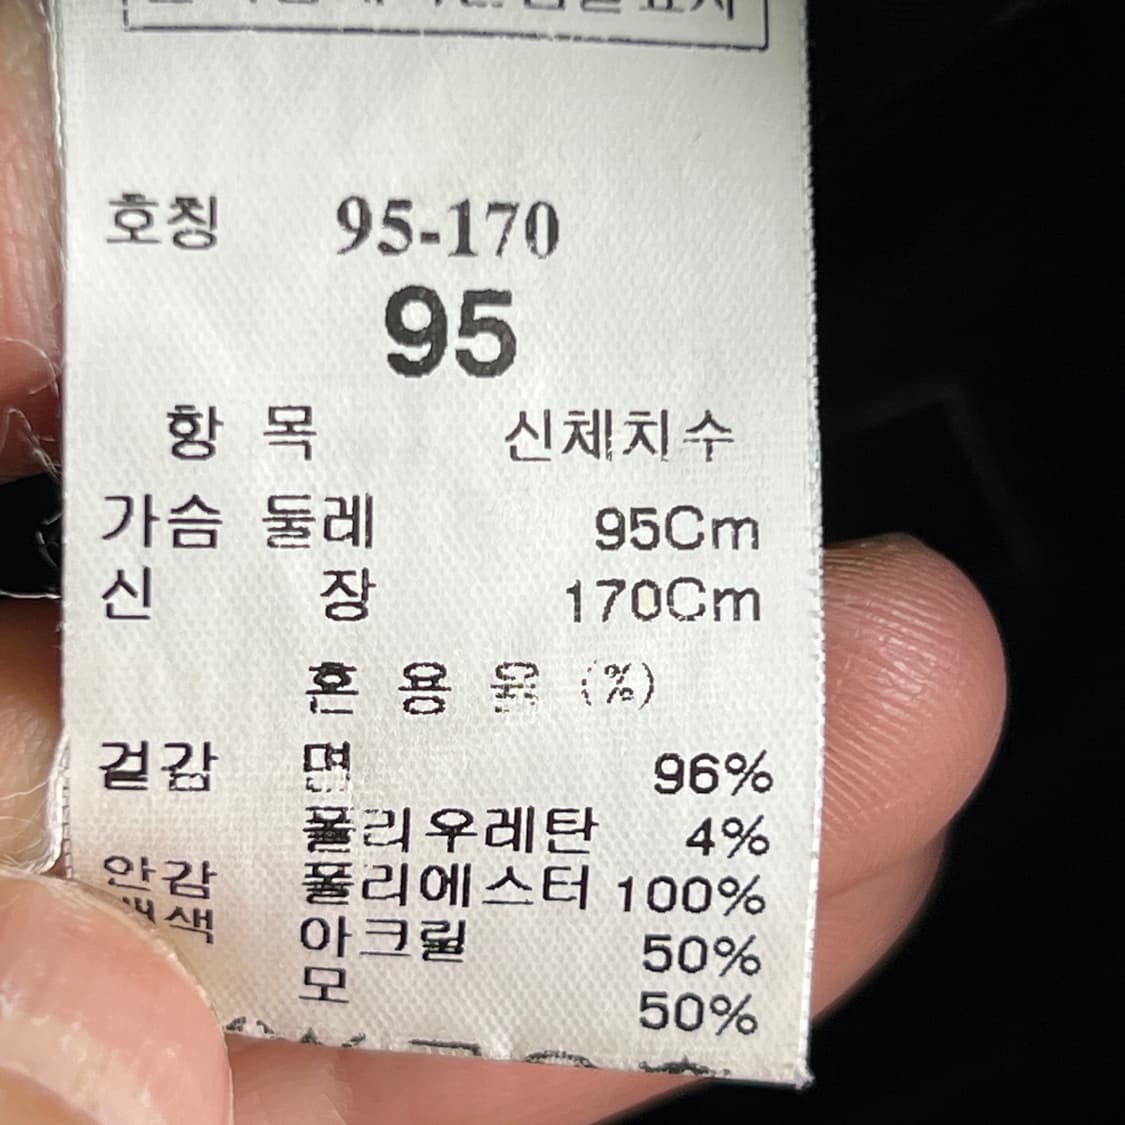 호칭 95-170
95
항 목 신체치수
가슴 둘레 95Cm
신 장 170Cm
혼 용 율 (%)
겉감 면 96%
폴리우레탄 4%
안감 폴리에스터 100%
아크릴 50%
모 50%